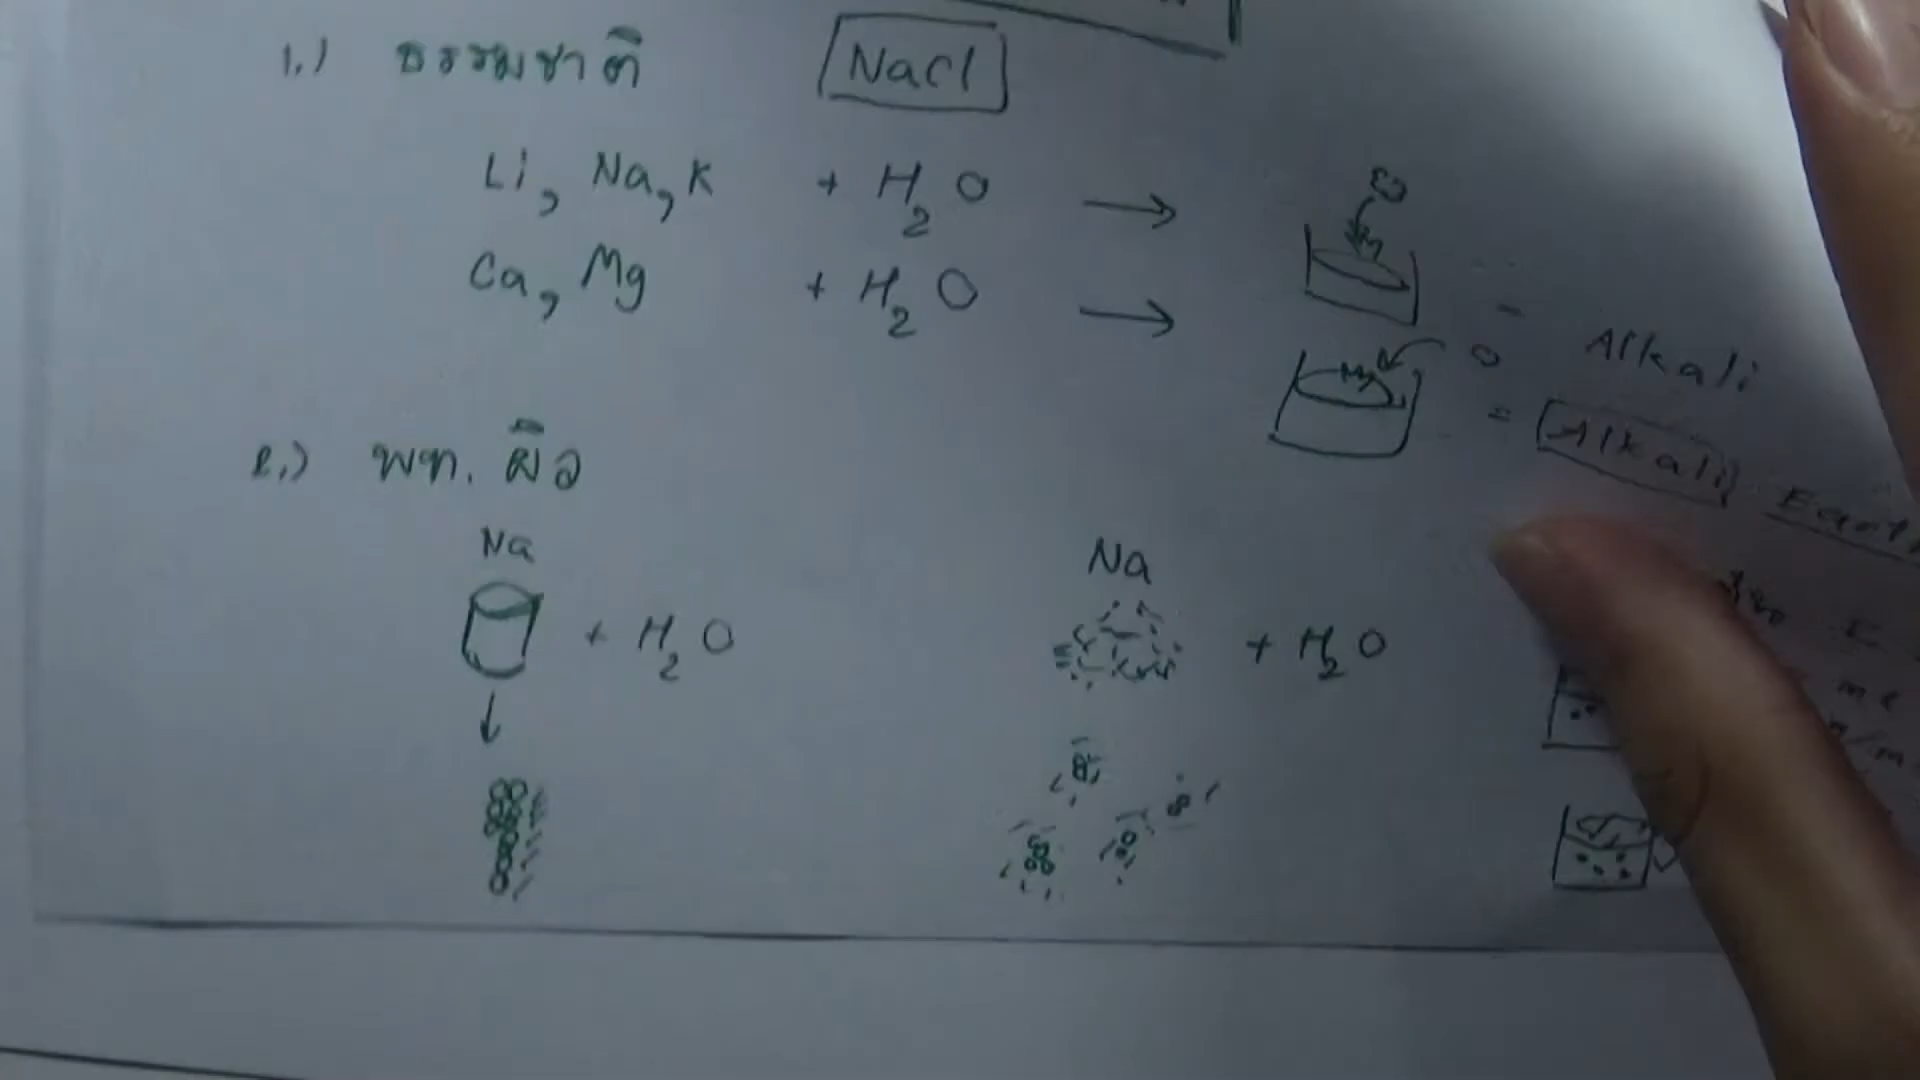 1.) ธรรมชาติ NaCl
Li, Na, K + H2O →
Ca, Mg + H2O →
- Alkali
= Alkali Eart
2.) พท. ผิว
Na Na
+ H2O + H2O